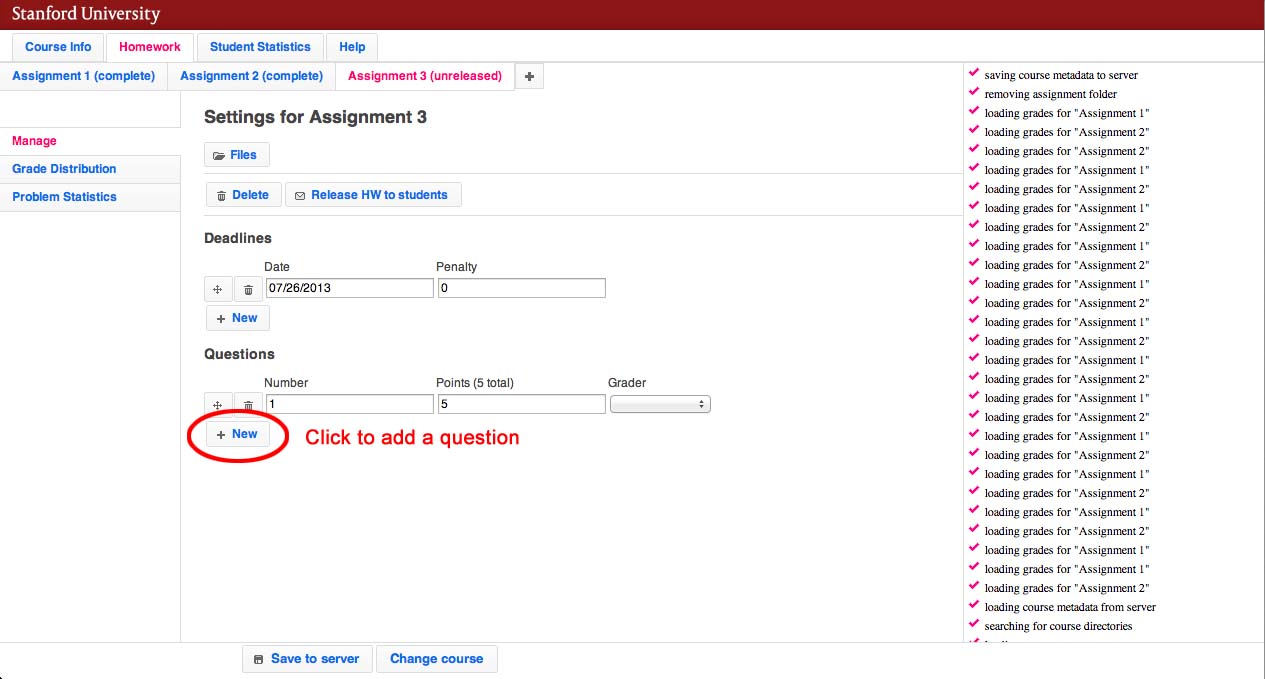 Stanford University
Course Info Homework Student Statistics Help
Assignment 1 (complete) Assignment 2 (complete) Assignment 3 (unreleased)
Manage
Grade Distribution
Problem Statistics
Settings for Assignment 3
Files
Delete Release HW to students
Deadlines
Date Penalty
07/26/2013 0
+ New
Questions
Number Points (5 total) Grader
1 5
+ New Click to add a question
saving course metadata to server
removing assignment folder
loading grades for "Assignment 1"
loading grades for "Assignment 2"
loading grades for "Assignment 2"
loading grades for "Assignment 1"
loading grades for "Assignment 2"
loading grades for "Assignment 1"
loading grades for "Assignment 2"
loading grades for "Assignment 1"
loading grades for "Assignment 2"
loading grades for "Assignment 1"
loading grades for "Assignment 2"
loading grades for "Assignment 1"
loading grades for "Assignment 2"
loading grades for "Assignment 1"
loading grades for "Assignment 2"
loading grades for "Assignment 1"
loading grades for "Assignment 2"
loading grades for "Assignment 1"
loading grades for "Assignment 2"
loading grades for "Assignment 1"
loading grades for "Assignment 2"
loading grades for "Assignment 1"
loading grades for "Assignment 2"
loading grades for "Assignment 1"
loading grades for "Assignment 1"
loading grades for "Assignment 2"
loading course metadata from server
searching for course directories
Save to server Change course